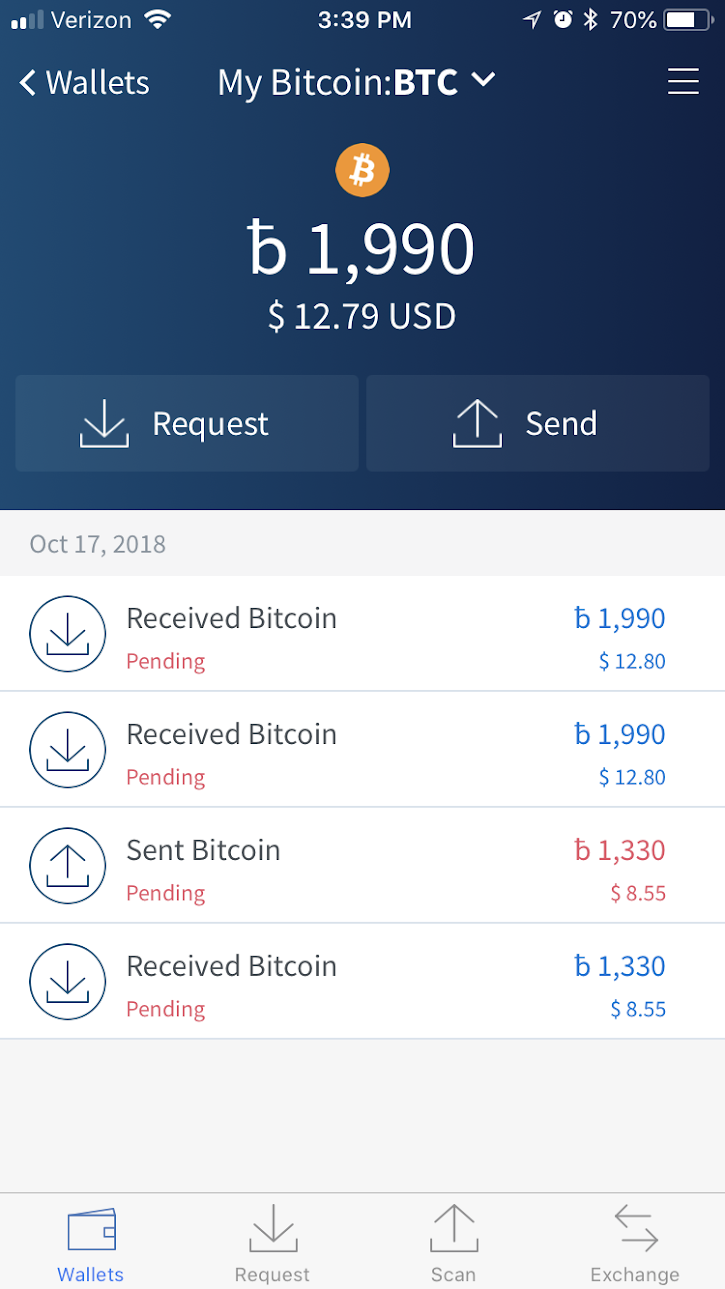 Verizon 3:39 PM 70%
Wallets My Bitcoin:BTC
ƀ 1,990
$ 12.79 USD
Request Send
Oct 17, 2018
Received Bitcoin ƀ 1,990
Pending $ 12.80
Received Bitcoin ƀ 1,990
Pending $ 12.80
Sent Bitcoin ƀ 1,330
Pending $ 8.55
Received Bitcoin ƀ 1,330
Pending $ 8.55
Wallets Request Scan Exchange